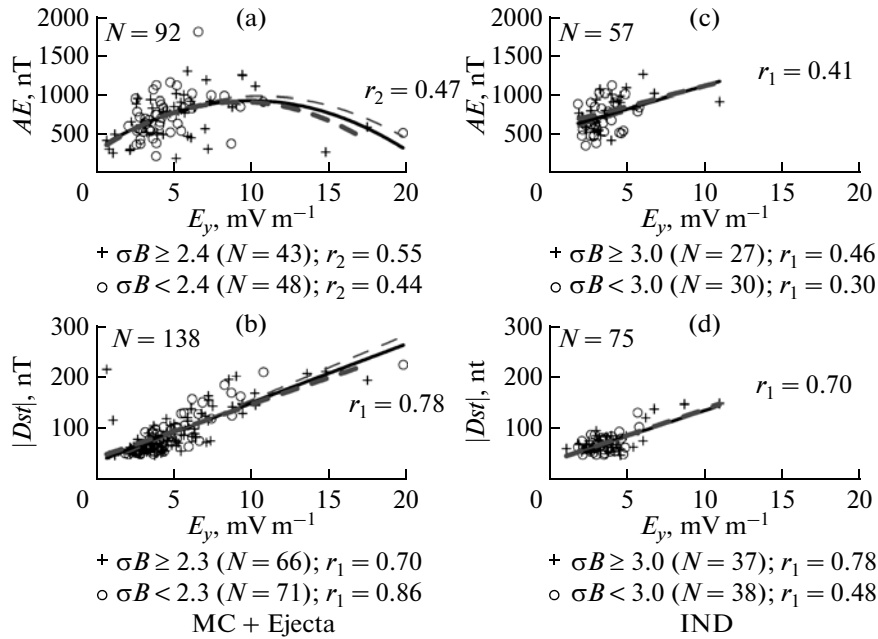 2000
1500
1000
500
AE, nT
N = 92
(a)
r₂ = 0.47
0 5 10 15 20
E_y, mV m⁻¹
+ σB ≥ 2.4 (N = 43); r₂ = 0.55
○ σB < 2.4 (N = 48); r₂ = 0.44
2000
1500
1000
500
AE, nT
N = 57
(c)
r₁ = 0.41
0 5 10 15 20
E_y, mV m⁻¹
+ σB ≥ 3.0 (N = 27); r₁ = 0.46
○ σB < 3.0 (N = 30); r₁ = 0.30
300
200
100
|Dst|, nT
N = 138
(b)
r₁ = 0.78
0 5 10 15 20
E_y, mV m⁻¹
+ σB ≥ 2.3 (N = 66); r₁ = 0.70
○ σB < 2.3 (N = 71); r₁ = 0.86
MC + Ejecta
300
200
100
|Dst|, nt
N = 75
(d)
r₁ = 0.70
0 5 10 15 20
E_y, mV m⁻¹
+ σB ≥ 3.0 (N = 37); r₁ = 0.78
○ σB < 3.0 (N = 38); r₁ = 0.48
IND